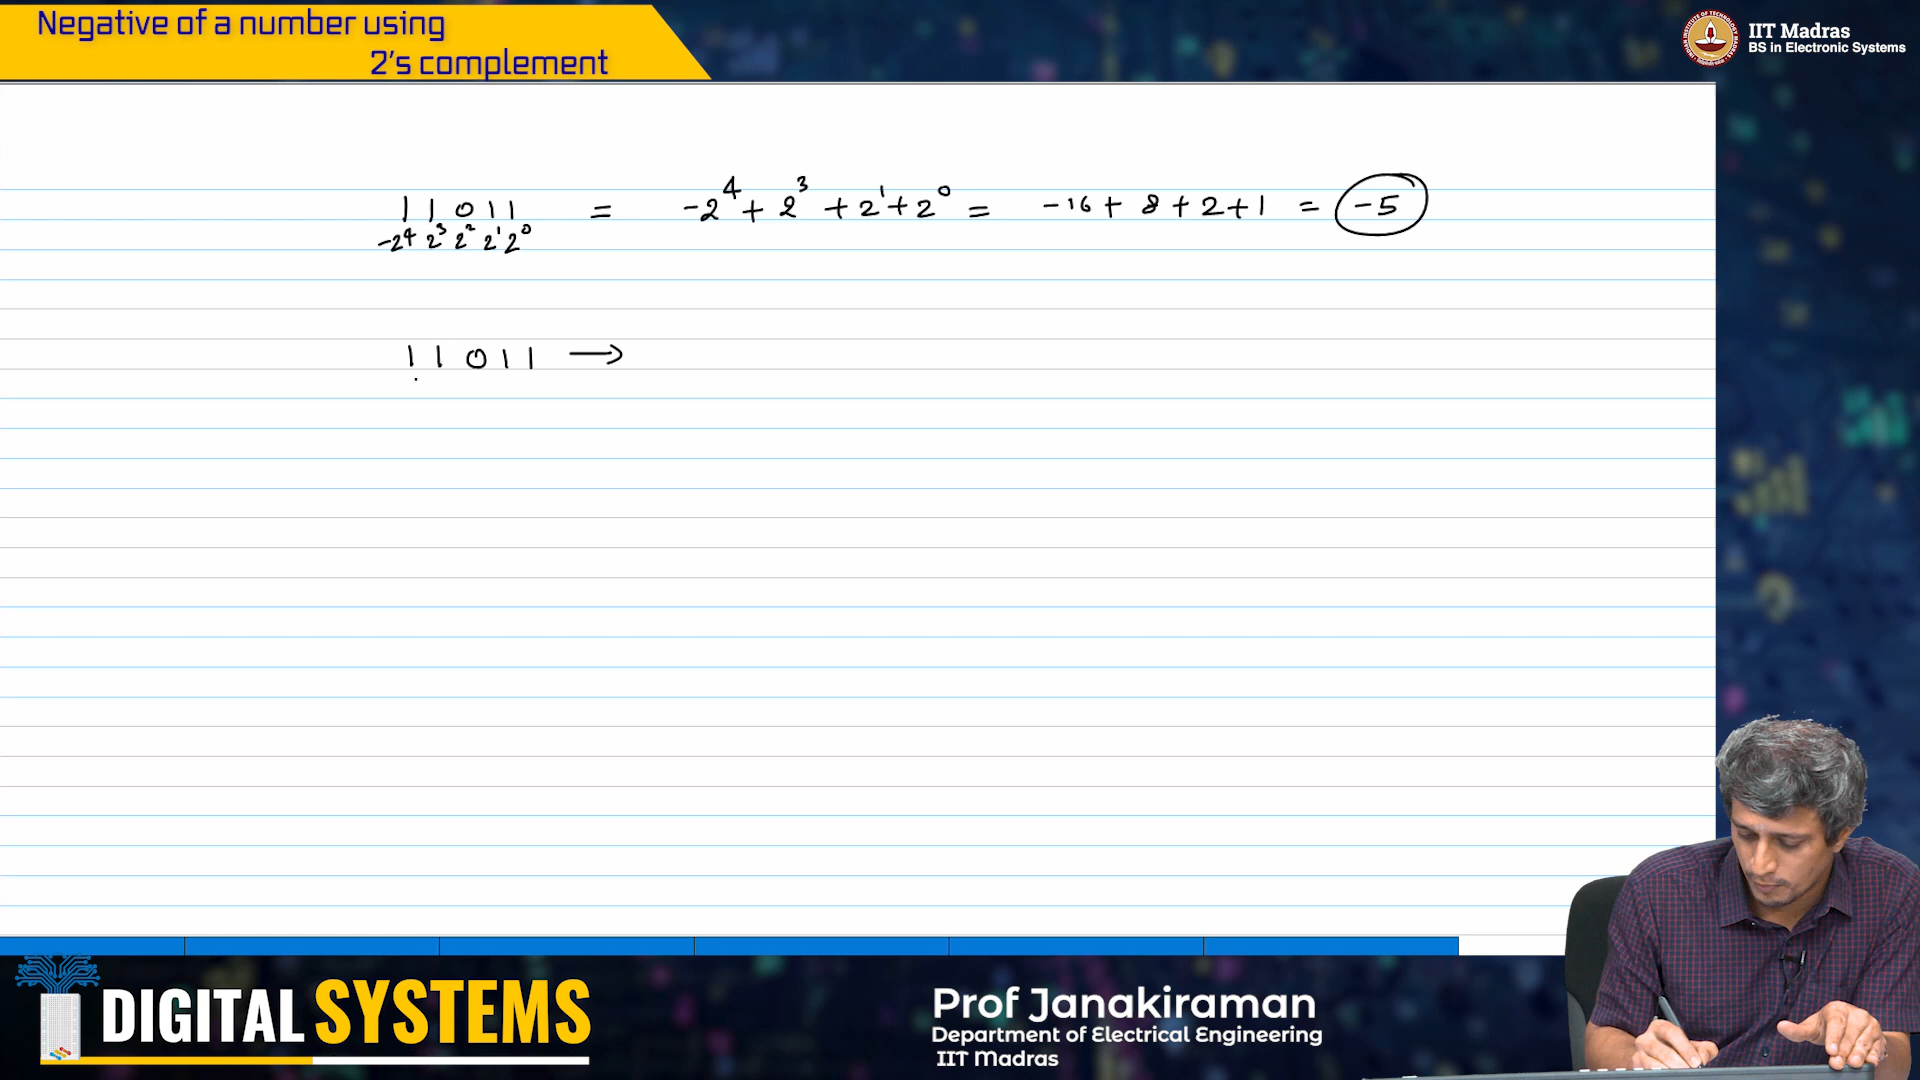 Negative of a number using
2's complement
IIT Madras
BS in Electronic Systems
1 1 0 1 1 = -2⁴ + 2³ + 2¹ + 2⁰ = -16 + 8 + 2 + 1 = -5
-2⁴ 2³ 2² 2¹ 2⁰
1 1 0 1 1 →
DIGITAL SYSTEMS
Prof Janakiraman
Department of Electrical Engineering
IIT Madras